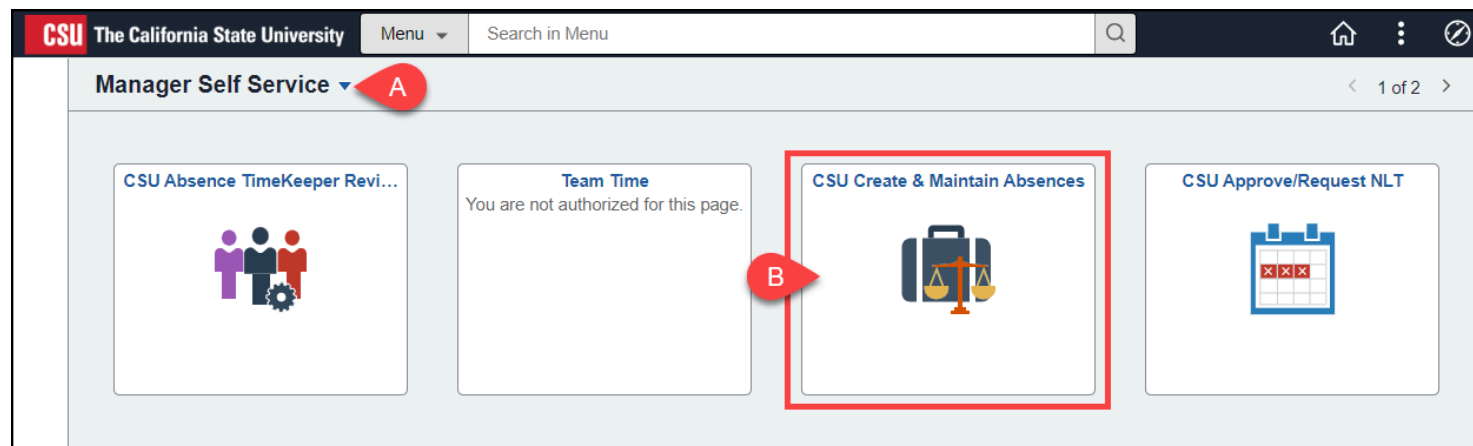 CSU The California State University Menu Search in Menu
Manager Self Service A 1 of 2
CSU Absence TimeKeeper Revi... Team Time CSU Create & Maintain Absences CSU Approve/Request NLT
You are not authorized for this page.
B